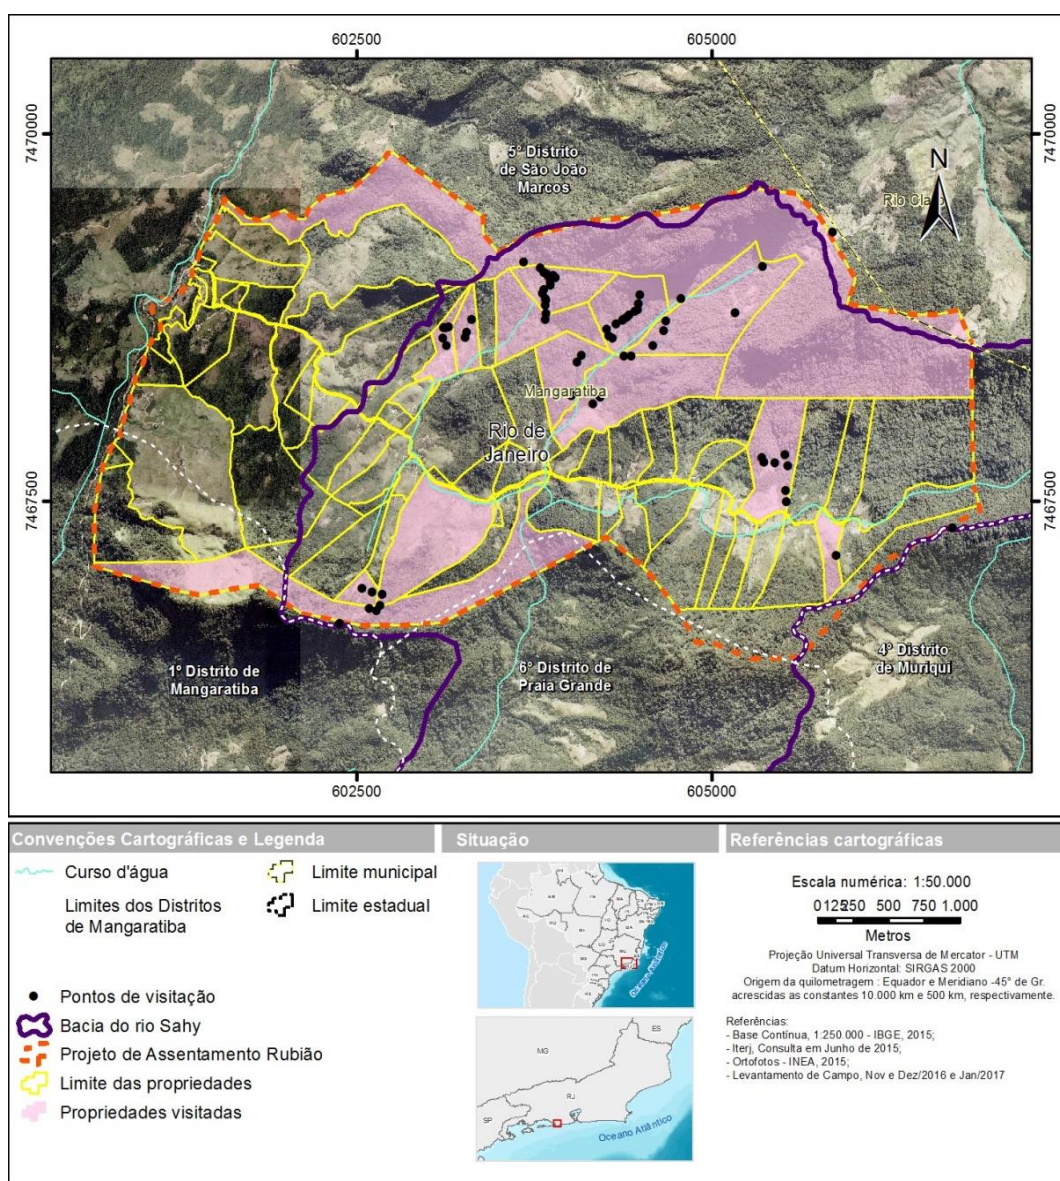 602500
605000
7470000
7470000
5º Distrito
de São João
Marcos
N
Rio Claro
Mangaratiba
Rio de
Janeiro
7467500
7467500
1º Distrito de
Mangaratiba
6º Distrito de
Praia Grande
4º Distrito
de Muriqui
602500
605000
Convenções Cartográficas e Legenda
Curso d'água
Limite municipal
Limites dos Distritos
de Mangaratiba
Limite estadual
Pontos de visitação
Bacia do rio Sahy
Projeto de Assentamento Rubião
Limite das propriedades
Propriedades visitadas
Situação
Oceano Atlântico
MG
ES
RJ
SP
Oceano Atlântico
Referências cartográficas
Escala numérica: 1:50.000
0 125 250 500 750 1.000
Metros
Projeção Universal Transversa de Mercator - UTM
Datum Horizontal: SIRGAS 2000
Origem da quilometragem : Equador e Meridiano -45° de Gr.
acrescidas as constantes 10.000 km e 500 km, respectivamente.
Referências:
- Base Contínua, 1:250.000 - IBGE, 2015;
- Iterj, Consulta em Junho de 2015;
- Ortofotos - INEA, 2015;
- Levantamento de Campo, Nov e Dez/2016 e Jan/2017